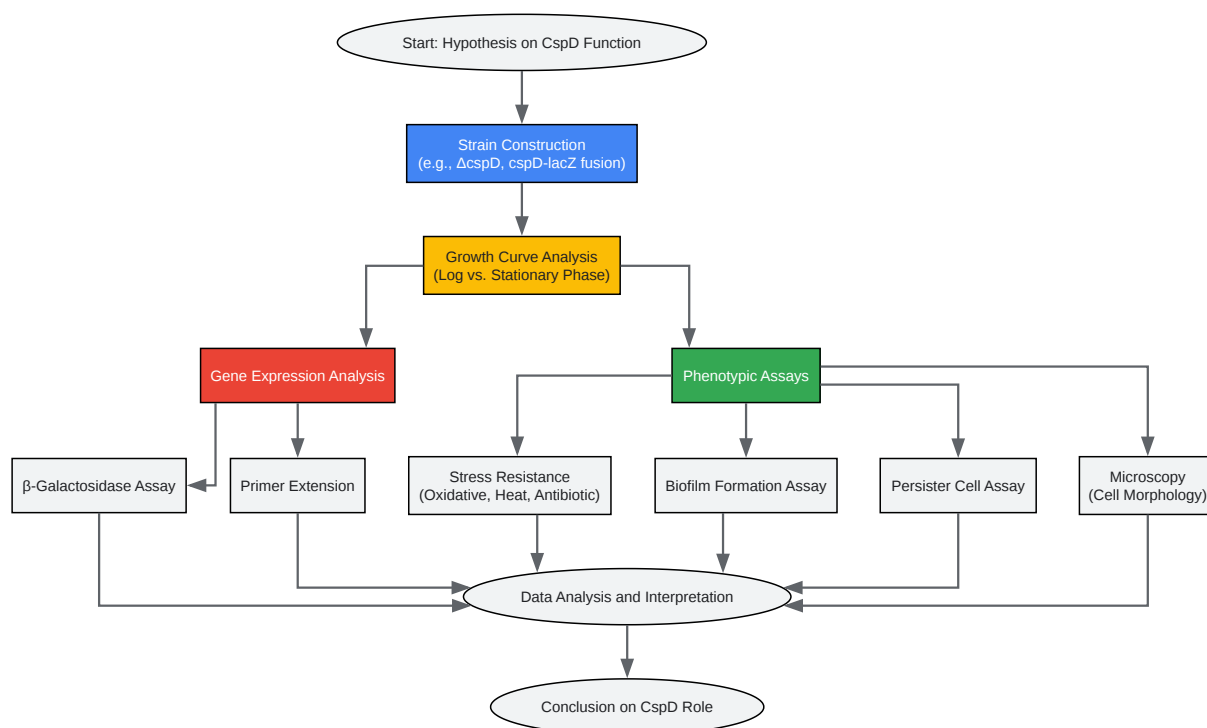 Start: Hypothesis on CspD Function
Strain Construction
(e.g., ΔcspD, cspD-lacZ fusion)
Growth Curve Analysis
(Log vs. Stationary Phase)
Gene Expression Analysis
Phenotypic Assays
β-Galactosidase Assay
Primer Extension
Stress Resistance
(Oxidative, Heat, Antibiotic)
Biofilm Formation Assay
Persister Cell Assay
Microscopy
(Cell Morphology)
Data Analysis and Interpretation
Conclusion on CspD Role